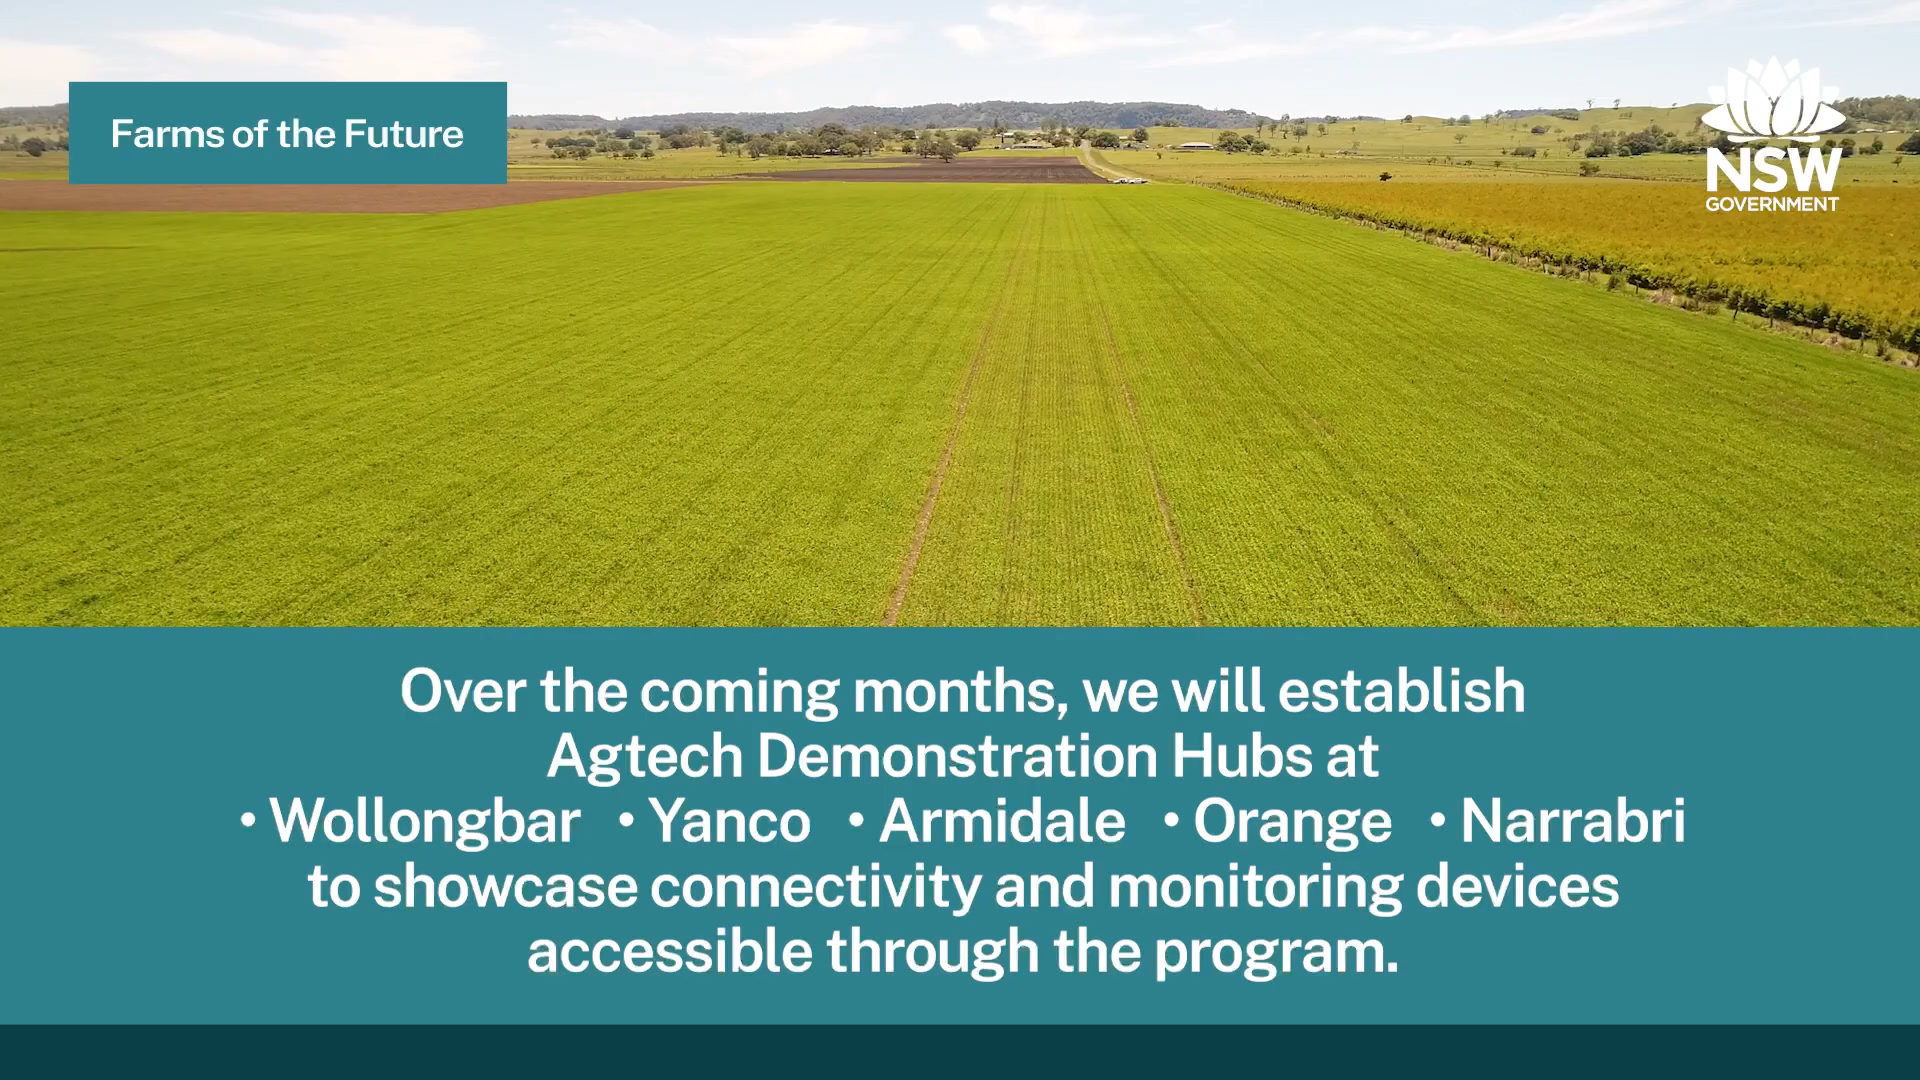 Farms of the Future
NSW
GOVERNMENT
Over the coming months, we will establish
Agtech Demonstration Hubs at
• Wollongbar • Yanco • Armidale • Orange • Narrabri
to showcase connectivity and monitoring devices
accessible through the program.